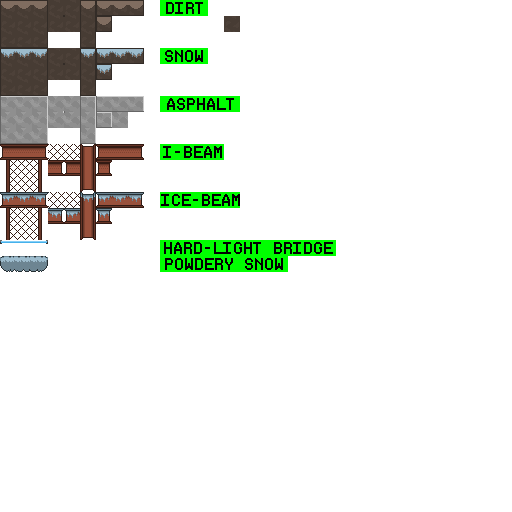 DIRT
SNOW
ASPHALT
I-BEAM
ICE-BEAM
HARD-LIGHT BRIDGE
POWDERY SNOW